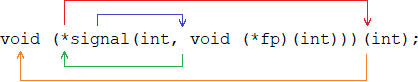 void (*signal(int, void (*fp)(int)))(int);